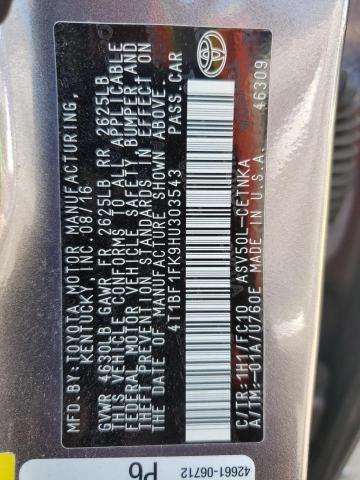 MFD.BY: TOYOTA MOTOR MANUFACTURING,
KENTUCKY, INC. 08/16
GVWR 4630LB GAWR FR 2625LB RR 2625LB
THIS VEHICLE CONFORMS TO ALL APPLICABLE
FEDERAL MOTOR VEHICLE SAFETY, BUMPER, AND
THEFT PREVENTION STANDARDS IN EFFECT ON
THE DATE OF MANUFACTURE SHOWN ABOVE.
4T1BF1FK3HU303543 PASS.CAR
C/TR:1H1/FC10 ASV50L-CETNKA
A/TM:-01A/U760E U.S.A. 46309
42661-06712
P6